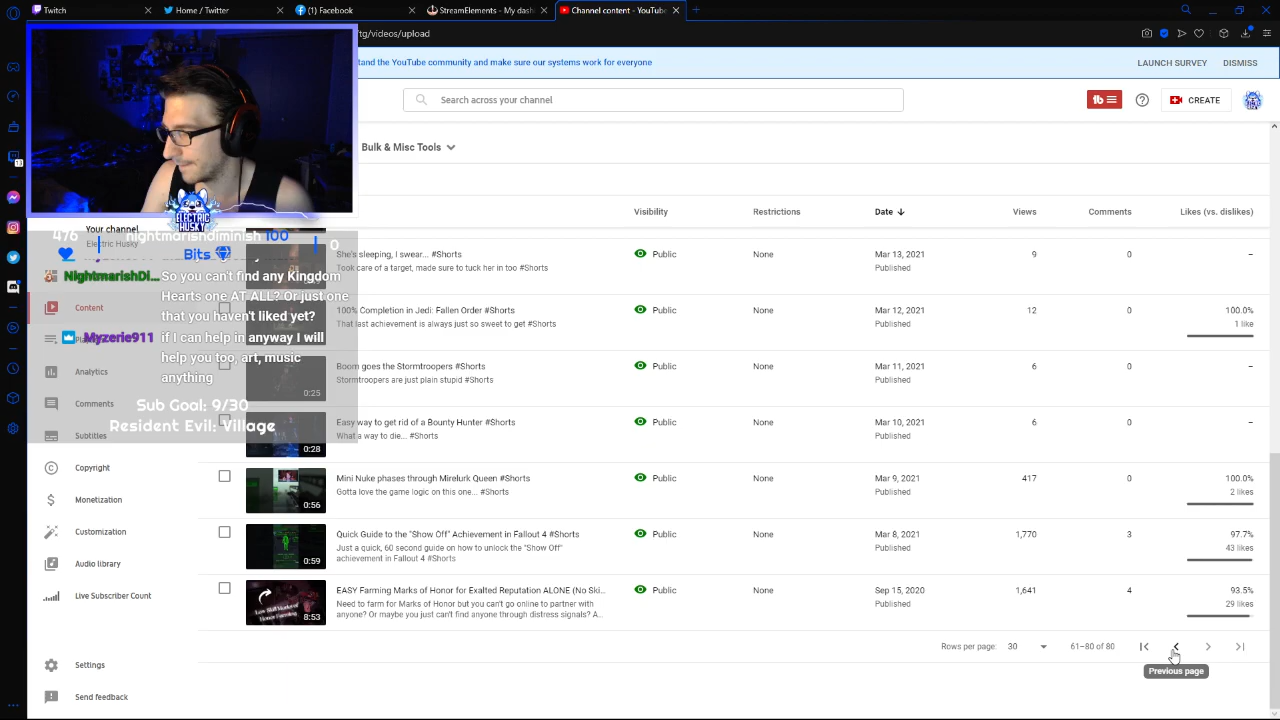 Twitch
Home / Twitter
(1) Facebook
StreamElements - My dash
Channel content - YouTube
/videos/upload
tand the YouTube community and make sure our systems work for everyone
LAUNCH SURVEY
DISMISS
Search across your channel
CREATE
Bulk & Misc Tools
Visibility
Restrictions
Date
Views
Comments
Likes (vs. dislikes)
ELECTRIC HUSKY
Your channel
Electric Husky
476
nightmarishdiminish 100
0
Bits
NightmarishDi...
So you can't find any Kingdom
Hearts one AT ALL? Or just one
that you haven't liked yet?
Myzerie911
if I can help in anyway I will
help you too, art, music
anything
Sub Goal: 9/30
Resident Evil: Village
Content
Analytics
Comments
Subtitles
Copyright
Monetization
Customization
Audio library
Live Subscriber Count
Settings
Send feedback
She's sleeping, I swear... #Shorts
Took care of a target, made sure to tuck her in too #Shorts
Public
None
Mar 13, 2021
Published
9
0
–
100% Completion in Jedi: Fallen Order #Shorts
That last achievement is always just so sweet to get #Shorts
Public
None
Mar 12, 2021
Published
12
0
100.0%
1 like
Boom goes the Stormtroopers #Shorts
Stormtroopers are just plain stupid #Shorts
0:25
Public
None
Mar 11, 2021
Published
6
0
–
Easy way to get rid of a Bounty Hunter #Shorts
What a way to die... #Shorts
0:28
Public
None
Mar 10, 2021
Published
6
0
–
Mini Nuke phases through Mirelurk Queen #Shorts
Gotta love the game logic on this one... #Shorts
0:56
Public
None
Mar 9, 2021
Published
417
0
100.0%
2 likes
Quick Guide to the "Show Off" Achievement in Fallout 4 #Shorts
Just a quick, 60 second guide on how to unlock the "Show Off"
achievement in Fallout 4 #Shorts
0:59
Public
None
Mar 8, 2021
Published
1,770
3
97.7%
43 likes
EASY Farming Marks of Honor for Exalted Reputation ALONE (No Ski...
Need to farm for Marks of Honor but you can't go online to partner with
anyone? Or maybe you just can't find anyone through distress signals? A...
8:53
Public
None
Sep 15, 2020
Published
1,641
4
93.5%
29 likes
Rows per page:
30
61–80 of 80
Previous page